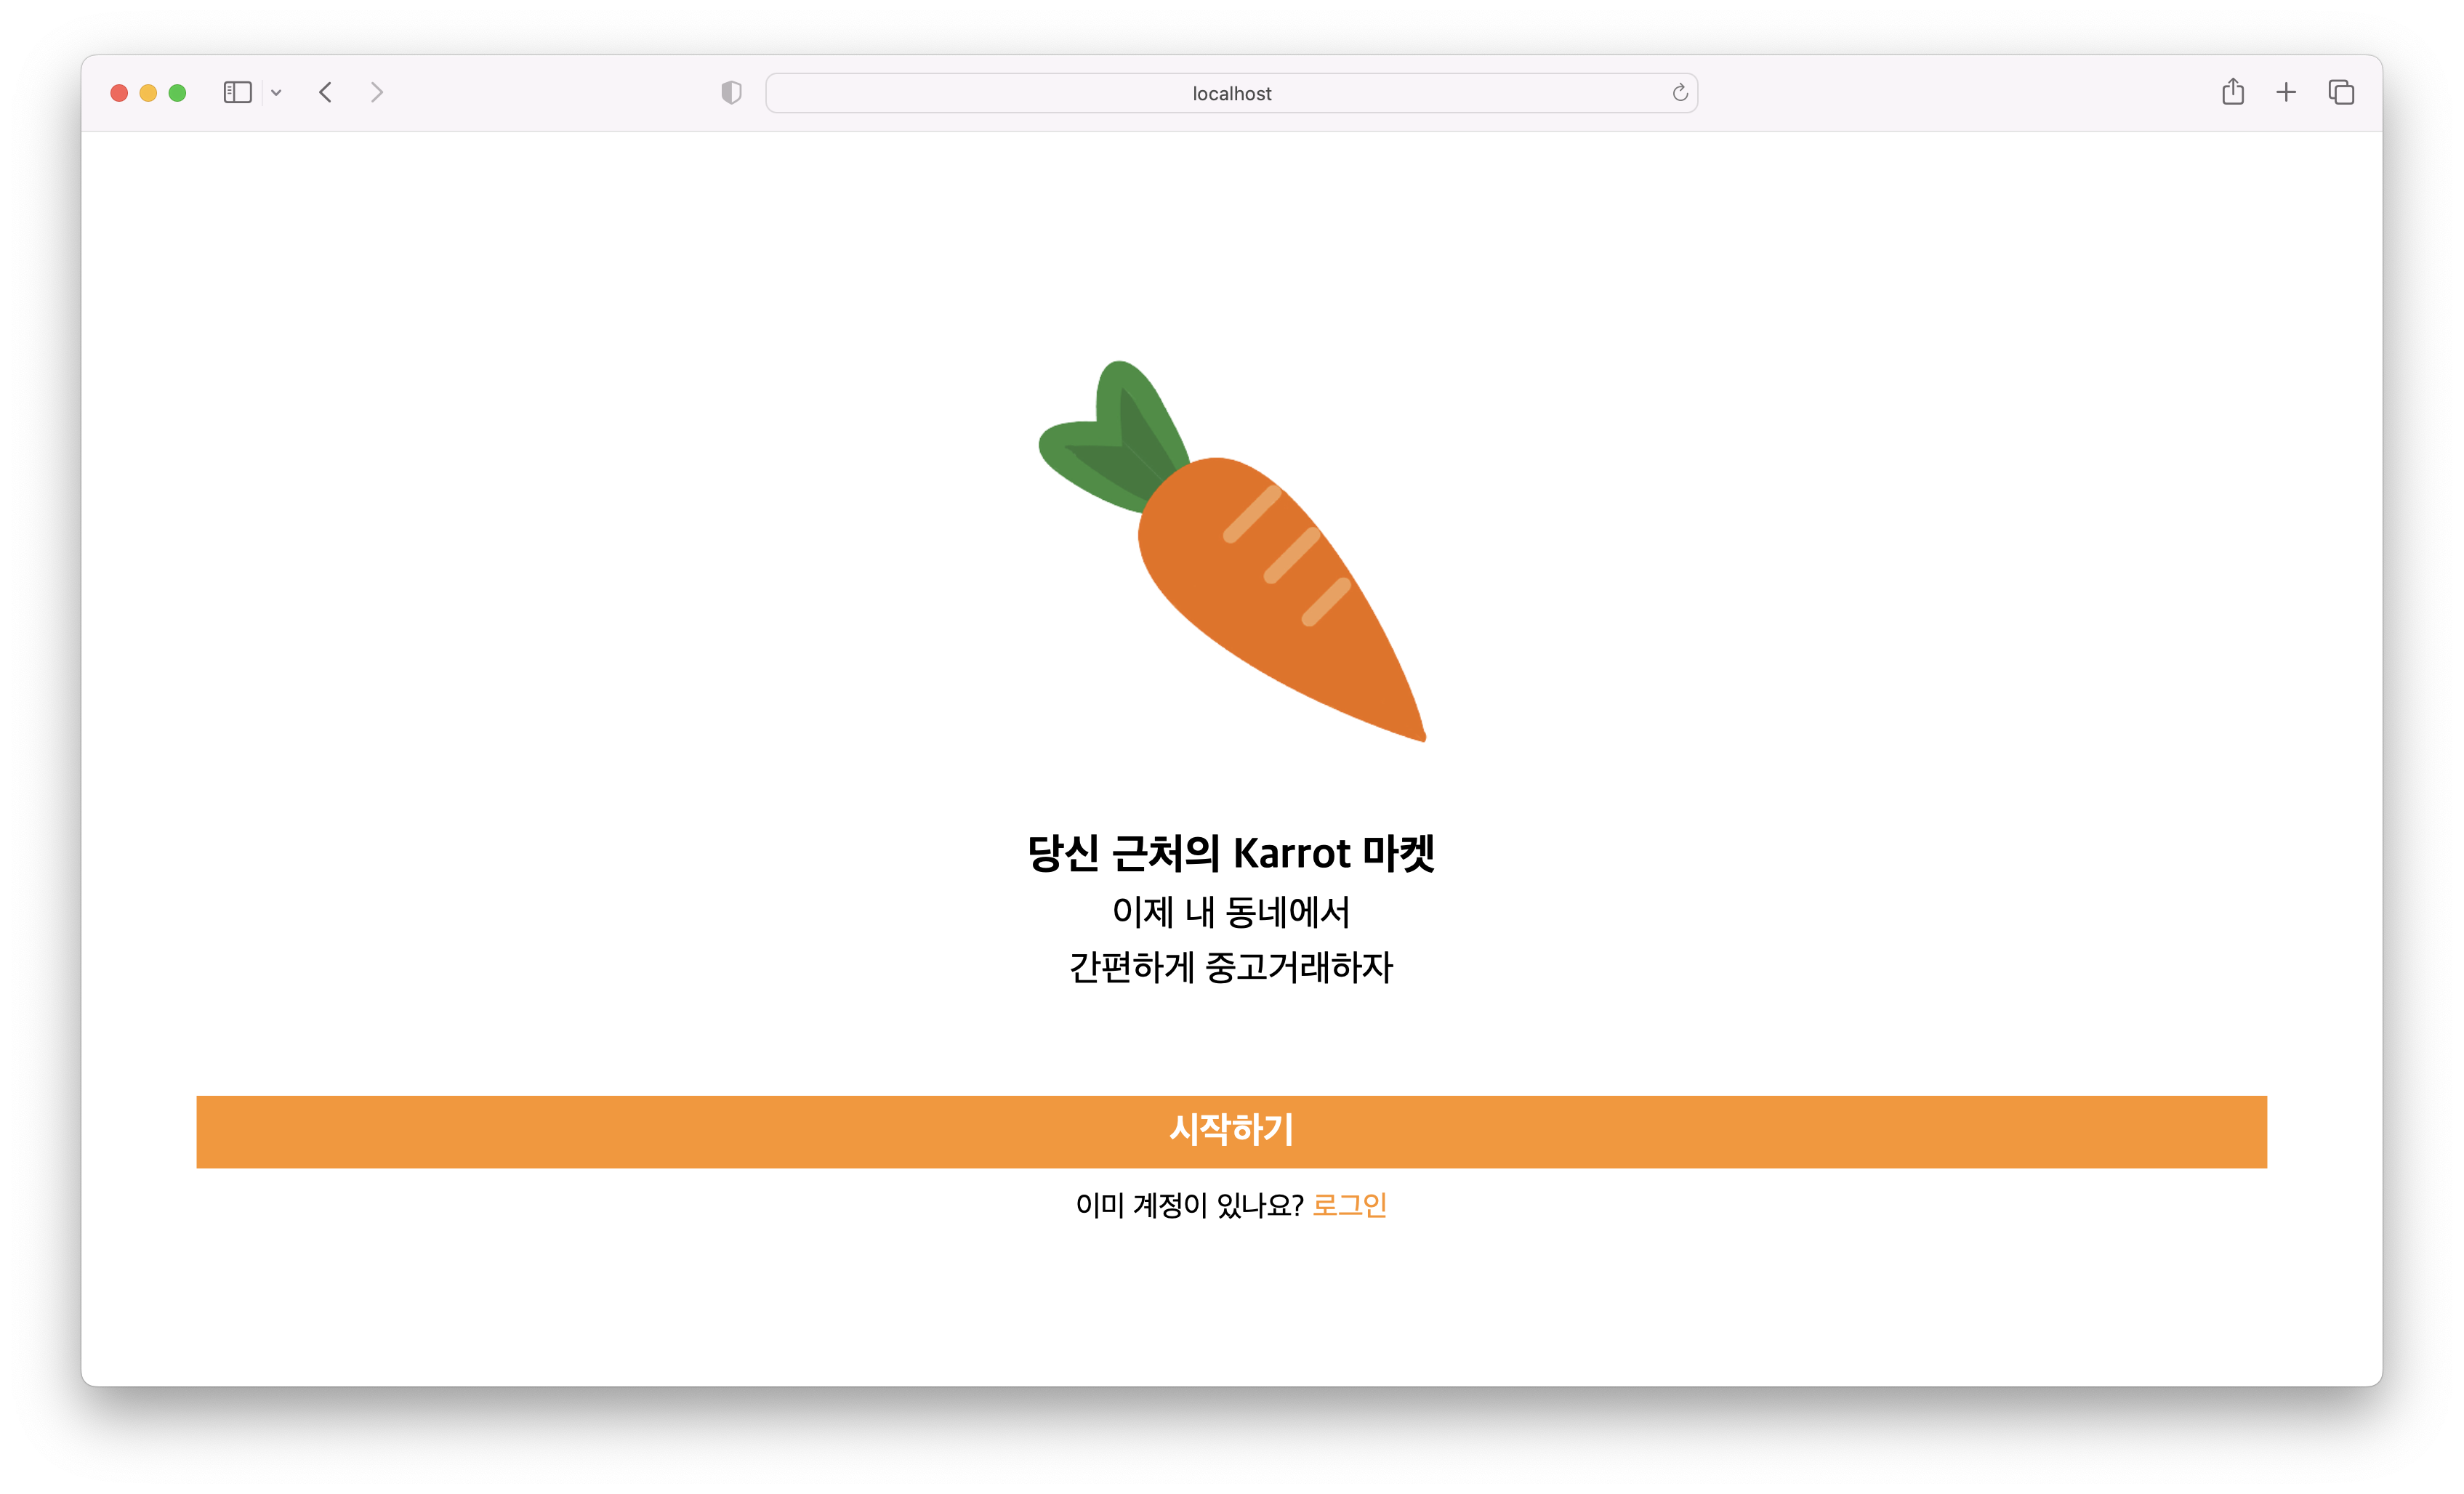 localhost
당신 근처의 Karrot 마켓
이제 내 동네에서
간편하게 중고거래하자
시작하기
이미 계정이 있나요? 로그인